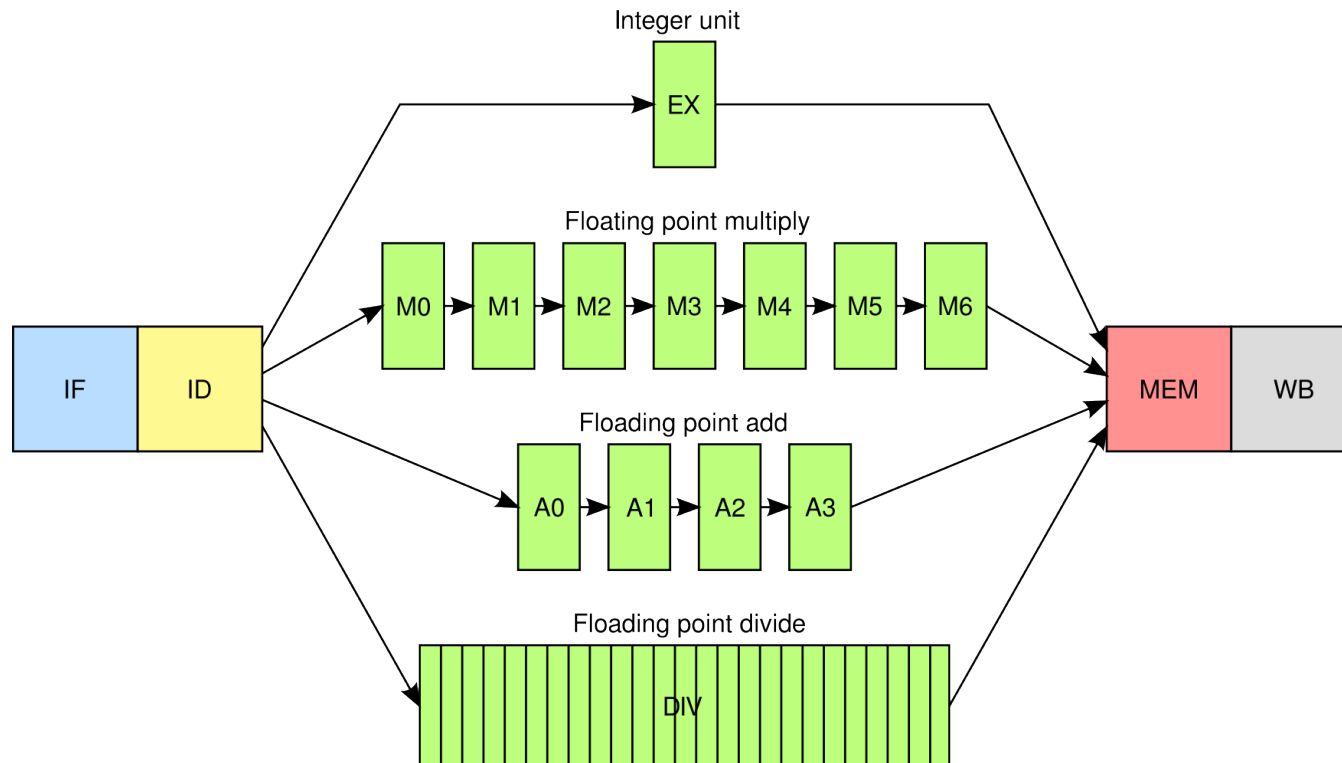 Integer unit
EX
Floating point multiply
M0 M1 M2 M3 M4 M5 M6
IF ID MEM WB
Floading point add
A0 A1 A2 A3
Floading point divide
DIV